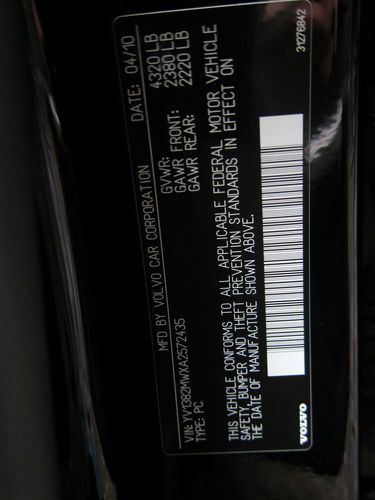 MFD BY VOLVO CAR CORPORATION DATE: 04/10
GVWR: 4320 LB
GAWR FRONT: 2380 LB
GAWR REAR: 2220 LB
VIN: YV1382MWXA2572435
TYPE: PC
THIS VEHICLE CONFORMS TO ALL APPLICABLE FEDERAL MOTOR VEHICLE
SAFETY, BUMPER AND THEFT PREVENTION STANDARDS IN EFFECT ON
THE DATE OF MANUFACTURE SHOWN ABOVE.
VOLVO 31276842